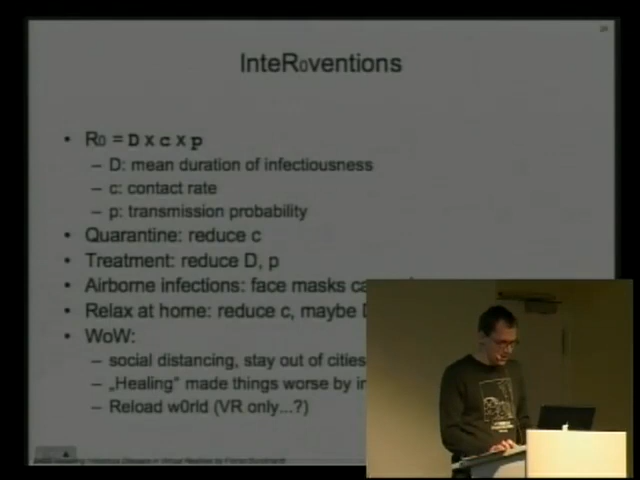 InteR0ventions
• R0 = D x c x p
– D: mean duration of infectiousness
– c: contact rate
– p: transmission probability
• Quarantine: reduce c
• Treatment: reduce D, p
• Airborne infections: face masks
• Relax at home: reduce c, maybe
• WoW:
– social distancing, stay out of cities
– „Healing“ made things worse by
– Reload w0rld (VR only...?)